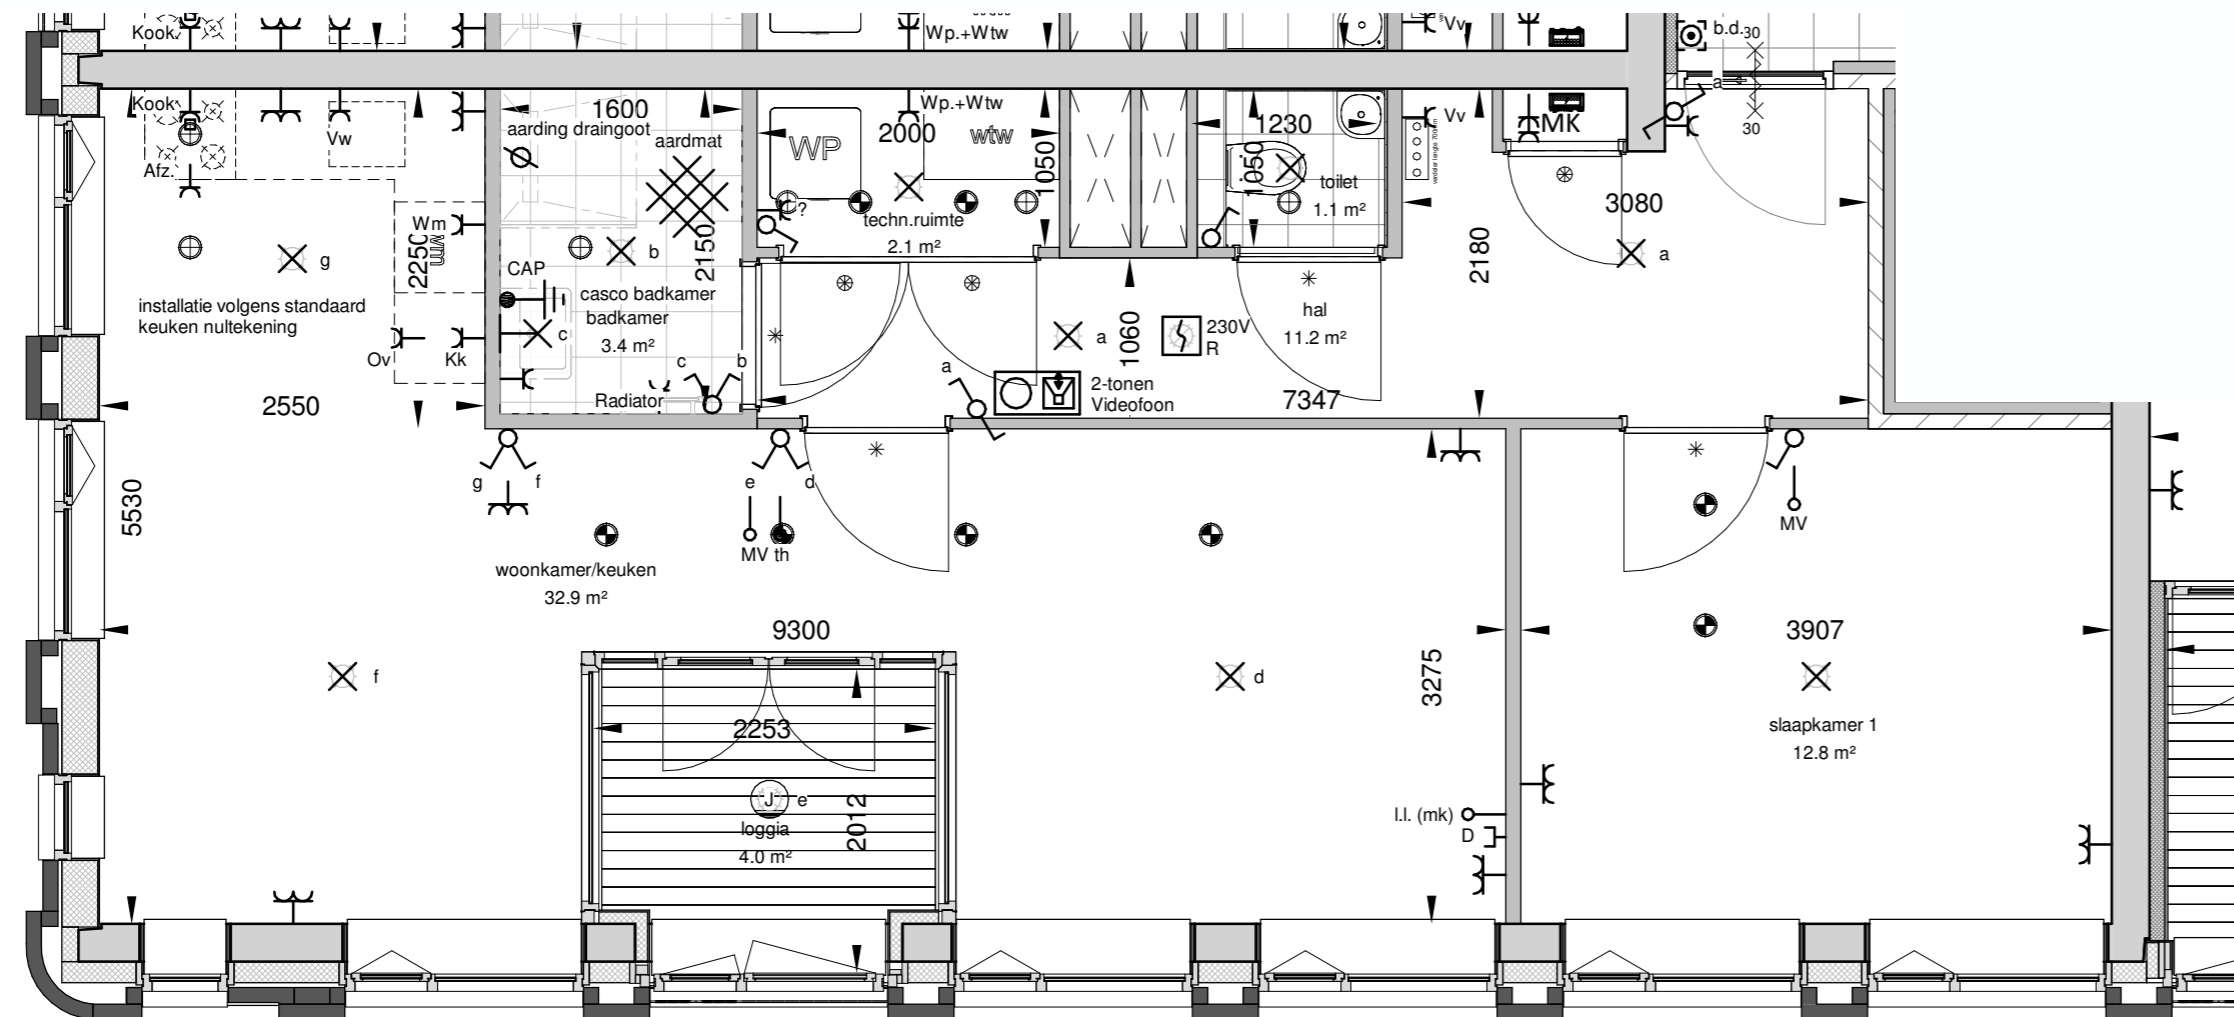 Kook.
Wp.+Wtw
Vv
b.d.
30
Kook.
1600
aarding draingoot
aardmat
Wp.+Wtw
2000
WP
wtw
1230
Vv
MK
a
30
Vw
Afz.
1050
1050
toilet
1.1 m²
3080
?
techn.ruimte
2.1 m²
Wm
wm
2250
2150
2180
g
b
a
CAP
installatie volgens standaard
keuken nultekening
casco badkamer
badkamer
3.4 m²
c
hal
11.2 m²
1060
a
230V
R
Ov
Kk
c
b
a
2-tonen
Videofoon
Radiator
2550
7347
5530
g
f
e
d
MV th
MV
woonkamer/keuken
32.9 m²
9300
3907
3275
f
d
2253
slaapkamer 1
12.8 m²
J
e
loggia
4.0 m²
2012
l.l. (mk)
D